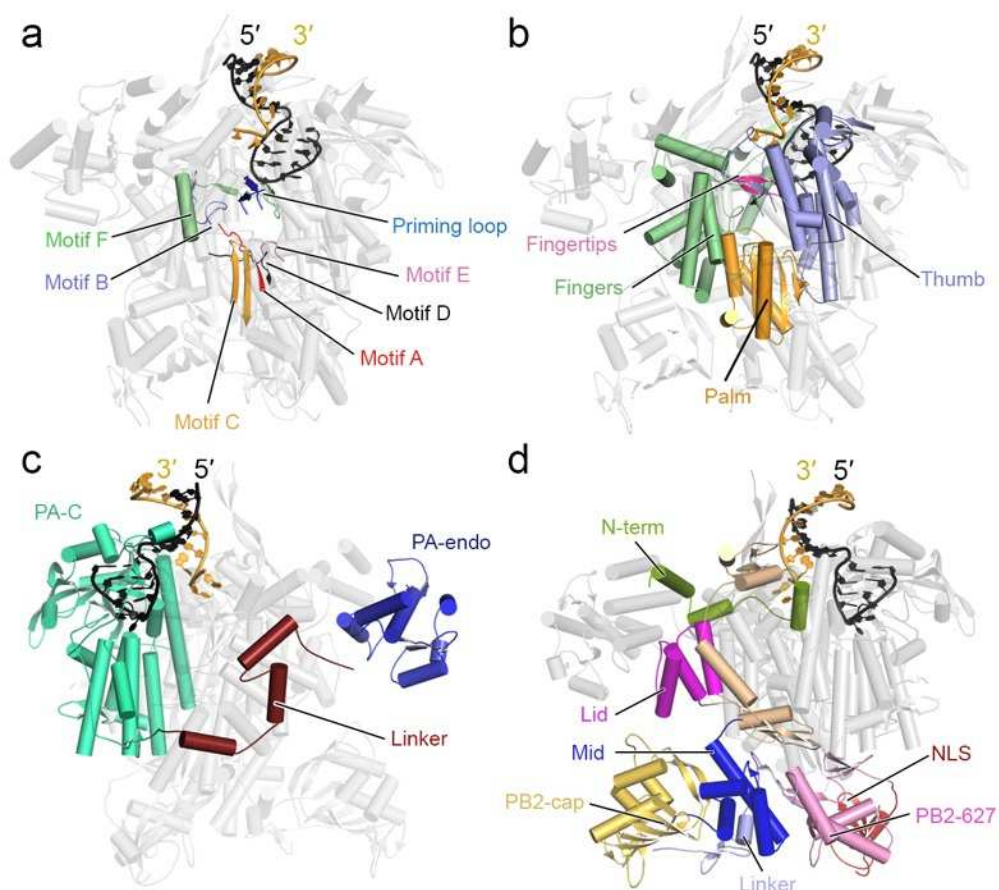 a
5′ 3′
Motif F
Motif B
Priming loop
Motif E
Motif D
Motif A
Motif C
b
5′ 3′
Fingertips
Fingers
Thumb
Palm
c
3′ 5′
PA-C
PA-endo
Linker
d
3′ 5′
N-term
Lid
Mid
NLS
PB2-cap
PB2-627
Linker